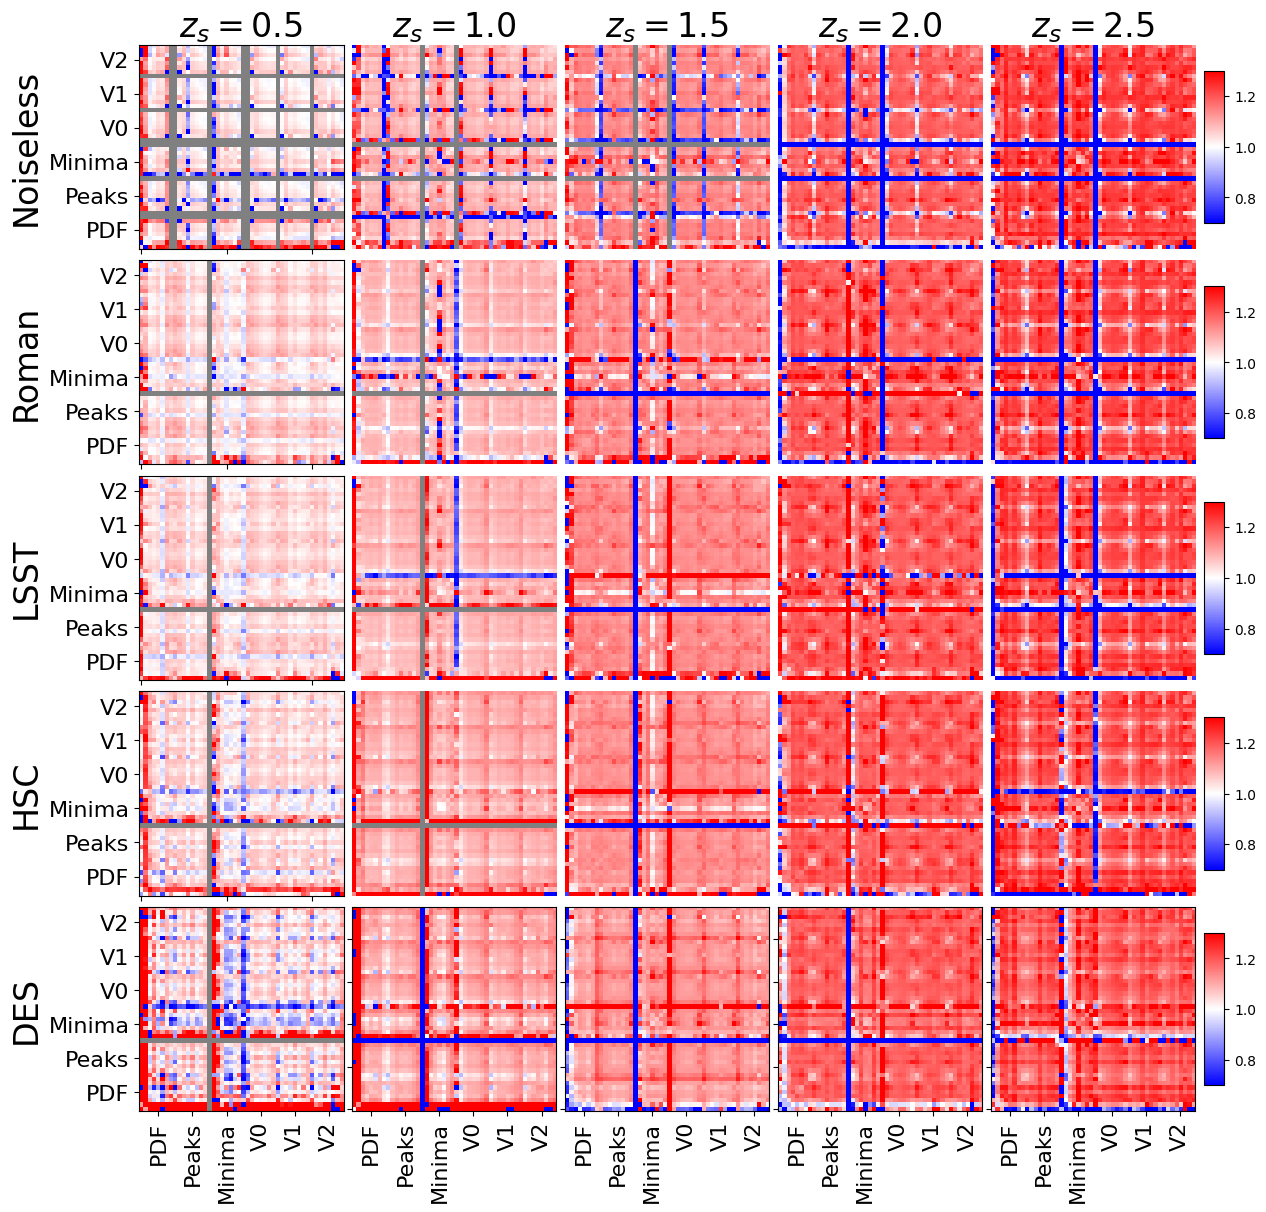 z_s = 0.5 z_s = 1.0 z_s = 1.5 z_s = 2.0 z_s = 2.5
Noiseless
V2
V1
V0
Minima
Peaks
PDF
1.2
1.0
0.8
Roman
V2
V1
V0
Minima
Peaks
PDF
1.2
1.0
0.8
LSST
V2
V1
V0
Minima
Peaks
PDF
1.2
1.0
0.8
HSC
V2
V1
V0
Minima
Peaks
PDF
1.2
1.0
0.8
DES
V2
V1
V0
Minima
Peaks
PDF
1.2
1.0
0.8
PDF Peaks Minima V0 V1 V2 PDF Peaks Minima V0 V1 V2 PDF Peaks Minima V0 V1 V2 PDF Peaks Minima V0 V1 V2 PDF Peaks Minima V0 V1 V2